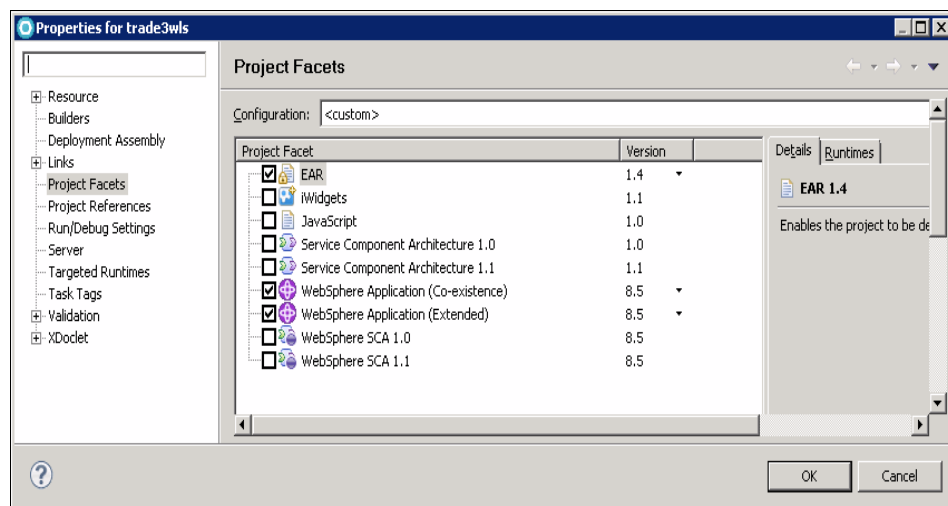 Properties for trade3wls
Project Facets
Resource
Builders
Deployment Assembly
Links
Project Facets
Project References
Run/Debug Settings
Server
Targeted Runtimes
Task Tags
Validation
XDoclet
Configuration: <custom>
Project Facet Version
EAR 1.4
iWidgets 1.1
JavaScript 1.0
Service Component Architecture 1.0 1.0
Service Component Architecture 1.1 1.1
WebSphere Application (Co-existence) 8.5
WebSphere Application (Extended) 8.5
WebSphere SCA 1.0 8.5
WebSphere SCA 1.1 8.5
Details Runtimes
EAR 1.4
Enables the project to be de
? OK Cancel